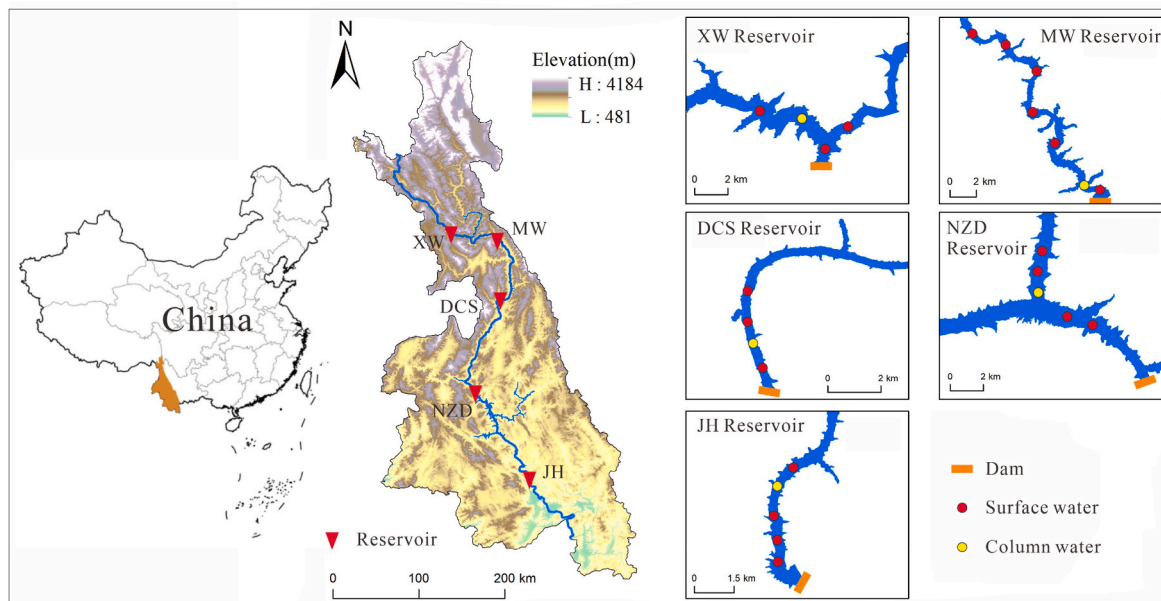 China
N
Elevation(m)
H : 4184
L : 481
XW
MW
DCS
NZD
JH
Reservoir
0 100 200 km
XW Reservoir
0 2 km
MW Reservoir
0 2 km
DCS Reservoir
0 2 km
NZD
Reservoir
0 2 km
JH Reservoir
0 1.5 km
Dam
Surface water
Column water